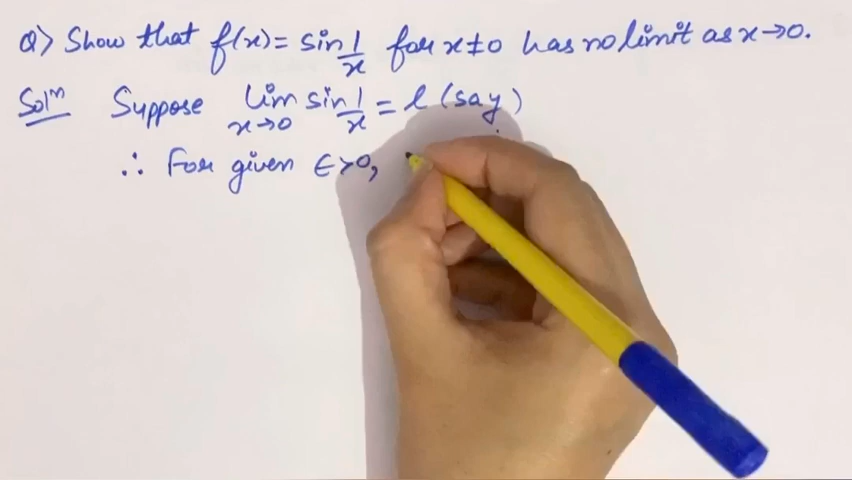 Q> Show that f(x) = sin 1/x for x≠0 has no limit as x→0.
Solⁿ Suppose lim x→0 sin 1/x = l (say)
∴ For given ϵ>0,